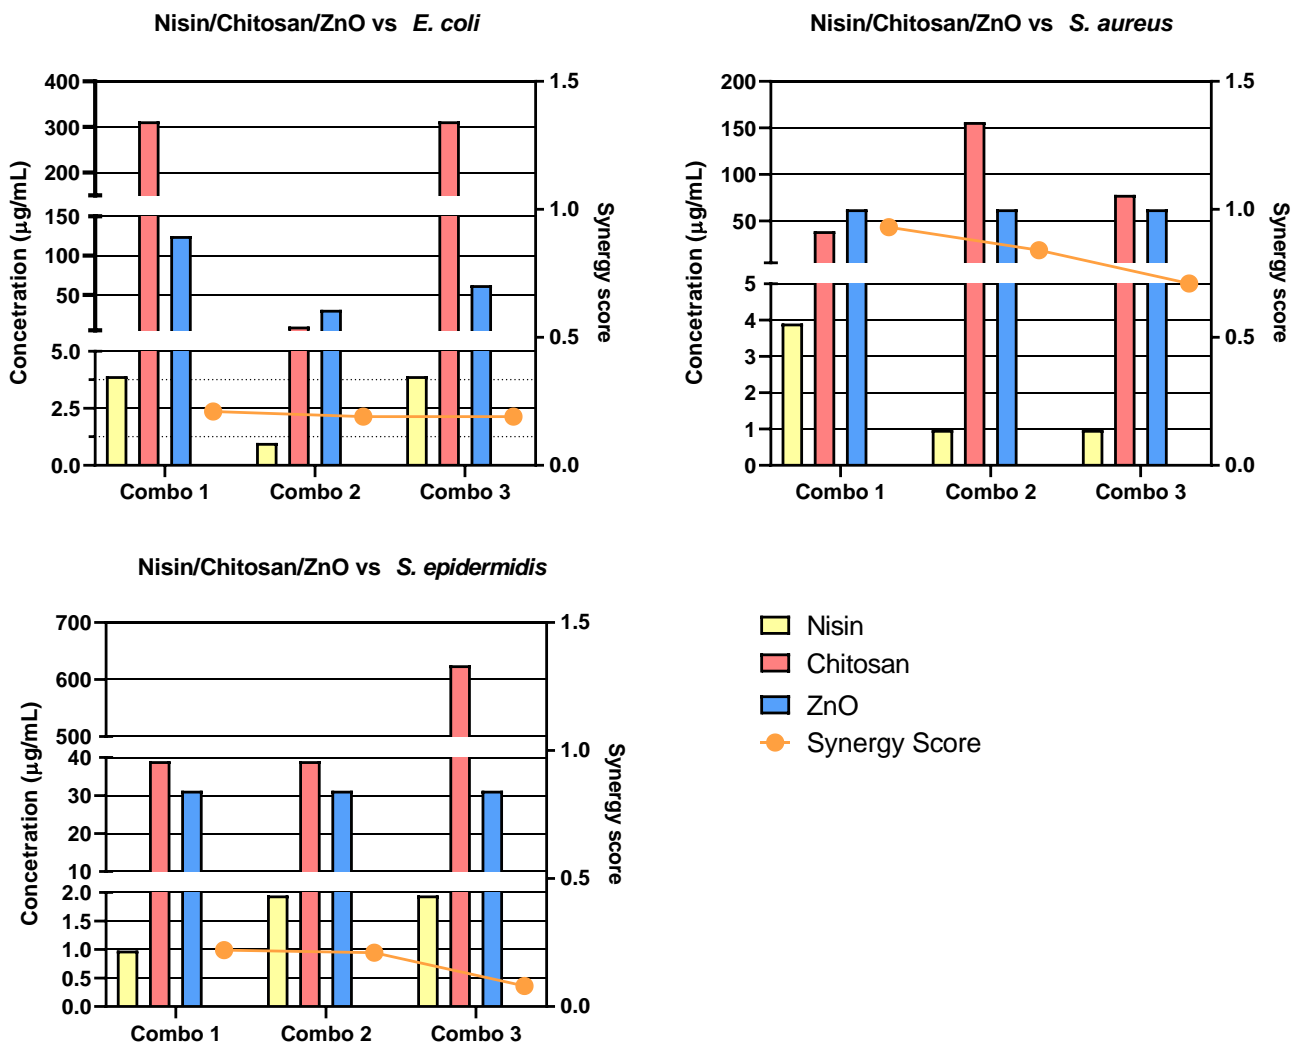 Nisin/Chitosan/ZnO vs E. coli
400
300
200
150
100
50
5.0
2.5
0.0
Concetration (μg/mL)
1.5
1.0
0.5
0.0
Synergy score
Combo 1 Combo 2 Combo 3
Nisin/Chitosan/ZnO vs S. aureus
200
150
100
50
5
4
3
2
1
0
Concetration (μg/mL)
1.5
1.0
0.5
0.0
Synergy score
Combo 1 Combo 2 Combo 3
Nisin/Chitosan/ZnO vs S. epidermidis
700
600
500
40
30
20
10
2.0
1.5
1.0
0.5
0.0
Concetration (μg/mL)
1.5
1.0
0.5
0.0
Synergy score
Combo 1 Combo 2 Combo 3
Nisin
Chitosan
ZnO
Synergy Score